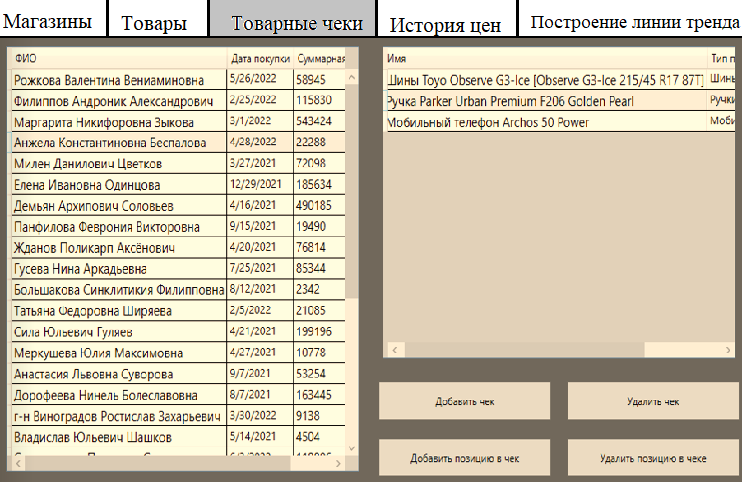 Магазины Товары Товарные чеки История цен Построение линии тренда
ФИО Дата покупки Суммарная
Рожкова Валентина Вениаминовна 5/26/2022 58945
Филиппов Андроник Александрович 2/25/2022 115830
Маргарита Никифоровна Зыкова 3/1/2022 543424
Анжела Константиновна Беспалова 4/28/2022 22288
Милен Данилович Цветков 3/27/2021 72098
Елена Ивановна Одинцова 12/29/2021 185634
Демьян Архипович Соловьев 4/16/2021 490185
Панфилова Феврония Викторовна 9/15/2021 19490
Жданов Поликарп Аксёнович 4/20/2021 76814
Гусева Нина Аркадьевна 7/25/2021 85344
Большакова Синклитикия Филипповна 8/12/2021 2342
Татьяна Федоровна Ширяева 2/5/2022 21085
Сила Юльевич Гуляев 4/21/2021 199196
Меркушева Юлия Максимовна 4/27/2021 10778
Анастасия Львовна Суворова 9/7/2021 53254
Дорофеева Нинель Болеславовна 8/7/2021 163445
г-н Виноградов Ростислав Захарьевич 3/30/2022 9138
Владислав Юльевич Шашков 5/14/2021 4504
Имя Тип п
Шины Toyo Observe G3-Ice [Observe G3-Ice 215/45 R17 87T] Шинь
Ручка Parker Urban Premium F206 Golden Pearl Ручки
Мобильный телефон Archos 50 Power Моби
Добавить чек Удалить чек
Добавить позицию в чек Удалить позицию в чеке